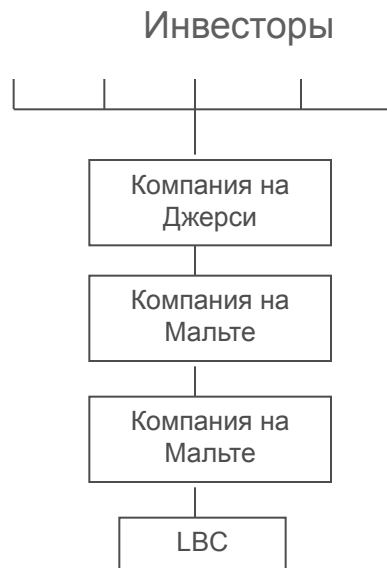 Инвесторы
Компания на
Джерси
Компания на
Мальте
Компания на
Мальте
LBC